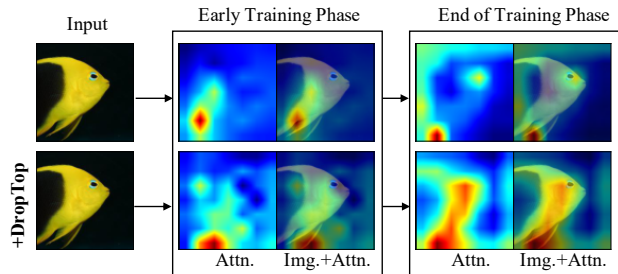 Input
Early Training Phase
End of Training Phase
+DropTop
Attn.
Img.+Attn.
Attn.
Img.+Attn.